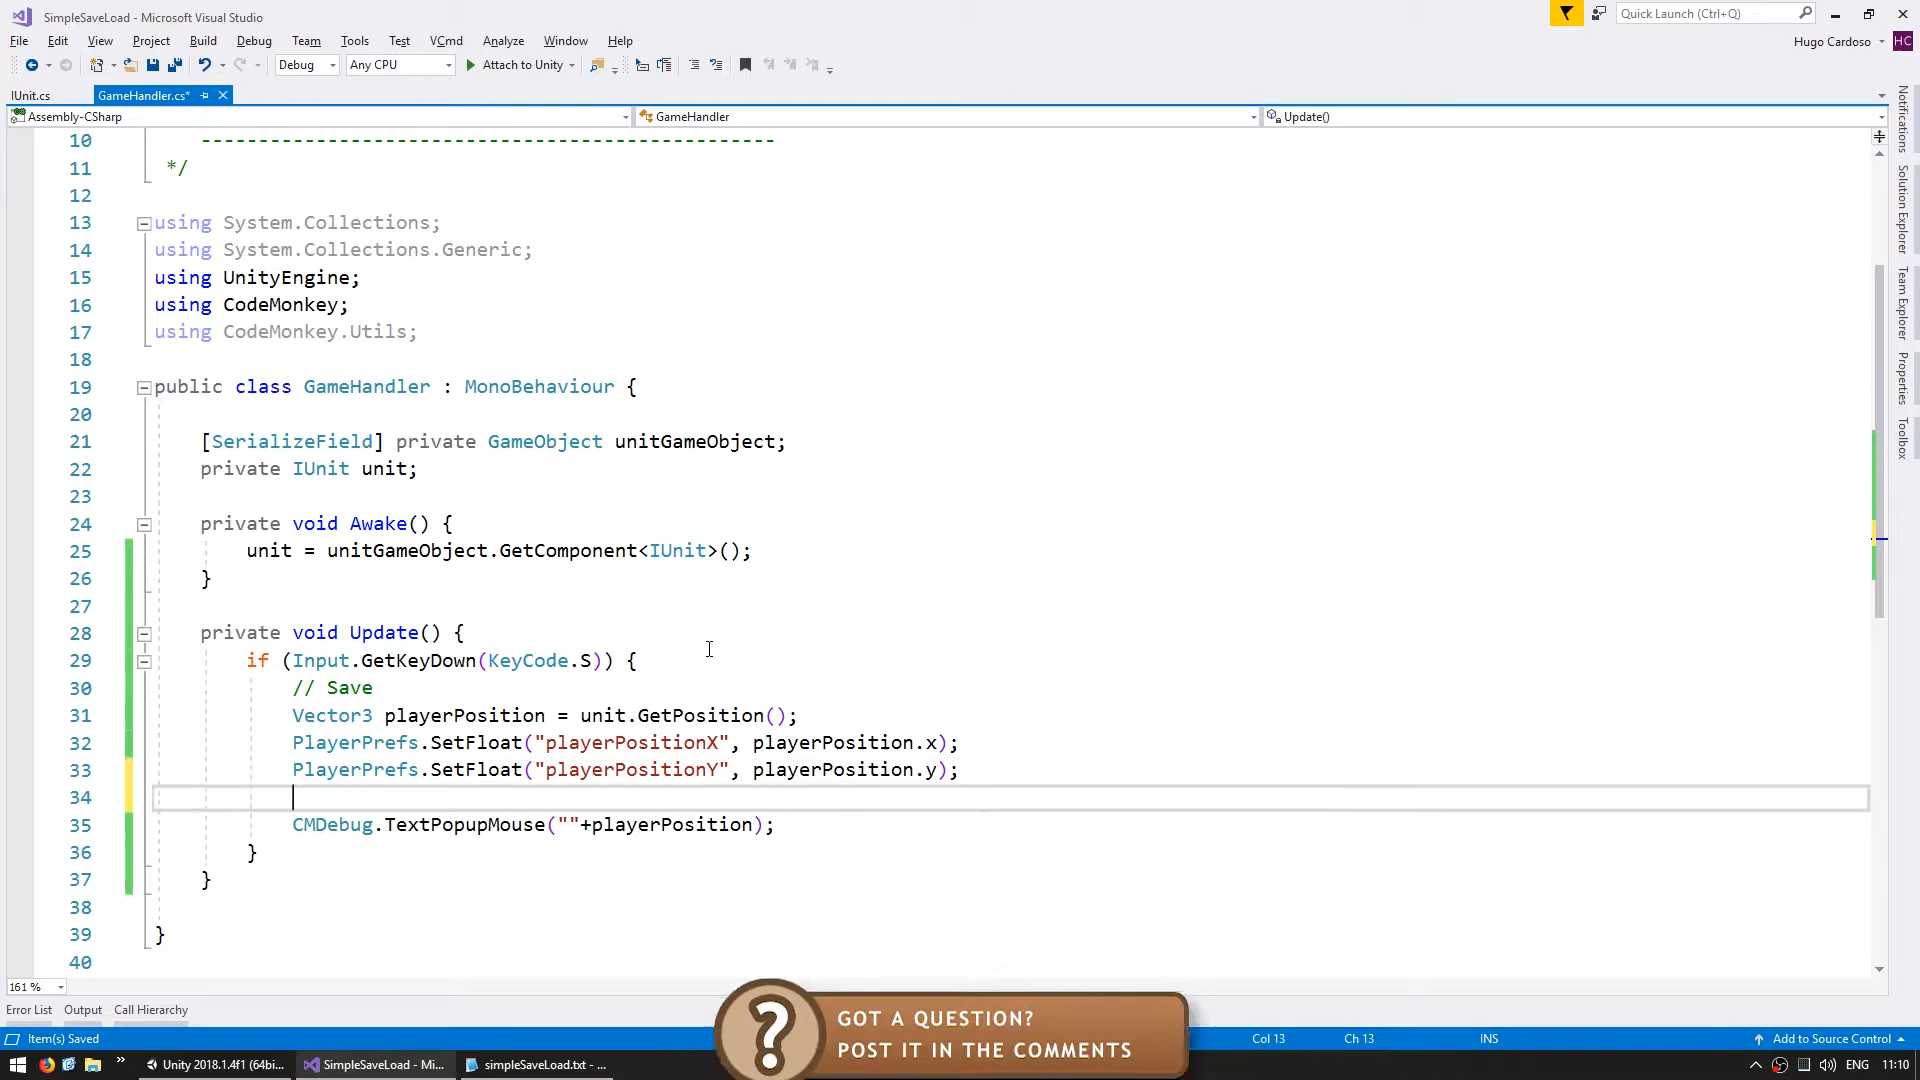 SimpleSaveLoad - Microsoft Visual Studio
Quick Launch (Ctrl+Q)
File Edit View Project Build Debug Team Tools Test VCmd Analyze Window Help
Hugo Cardoso HC
Debug Any CPU Attach to Unity
IUnit.cs GameHandler.cs*
Assembly-CSharp GameHandler Update()
10 --------------------------------------------------
11 */
12
13 using System.Collections;
14 using System.Collections.Generic;
15 using UnityEngine;
16 using CodeMonkey;
17 using CodeMonkey.Utils;
18
19 public class GameHandler : MonoBehaviour {
20
21 [SerializeField] private GameObject unitGameObject;
22 private IUnit unit;
23
24 private void Awake() {
25 unit = unitGameObject.GetComponent<IUnit>();
26 }
27
28 private void Update() {
29 if (Input.GetKeyDown(KeyCode.S)) {
30 // Save
31 Vector3 playerPosition = unit.GetPosition();
32 PlayerPrefs.SetFloat("playerPositionX", playerPosition.x);
33 PlayerPrefs.SetFloat("playerPositionY", playerPosition.y);
34
35 CMDebug.TextPopupMouse(""+playerPosition);
36 }
37 }
38
39 }
40
Notifications
Solution Explorer
Team Explorer
Properties
Toolbox
161 %
Error List Output Call Hierarchy
? GOT A QUESTION?
POST IT IN THE COMMENTS
Item(s) Saved Col 13 Ch 13 INS Add to Source Control
Unity 2018.1.4f1 (64bi... SimpleSaveLoad - Mi... simpleSaveLoad.txt - ... ENG 11:10